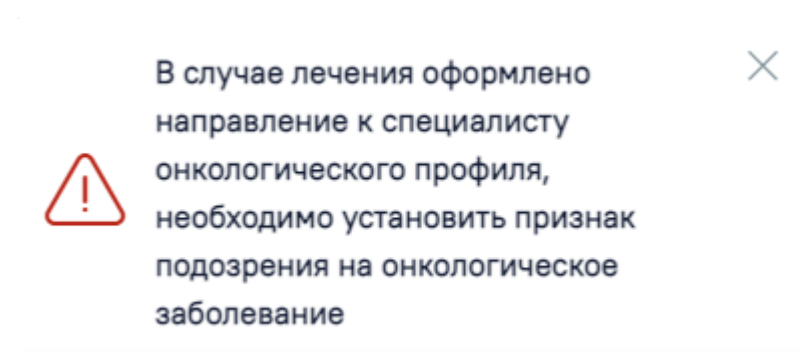 В случае лечения оформлено
направление к специалисту
онкологического профиля,
необходимо установить признак
подозрения на онкологическое
заболевание